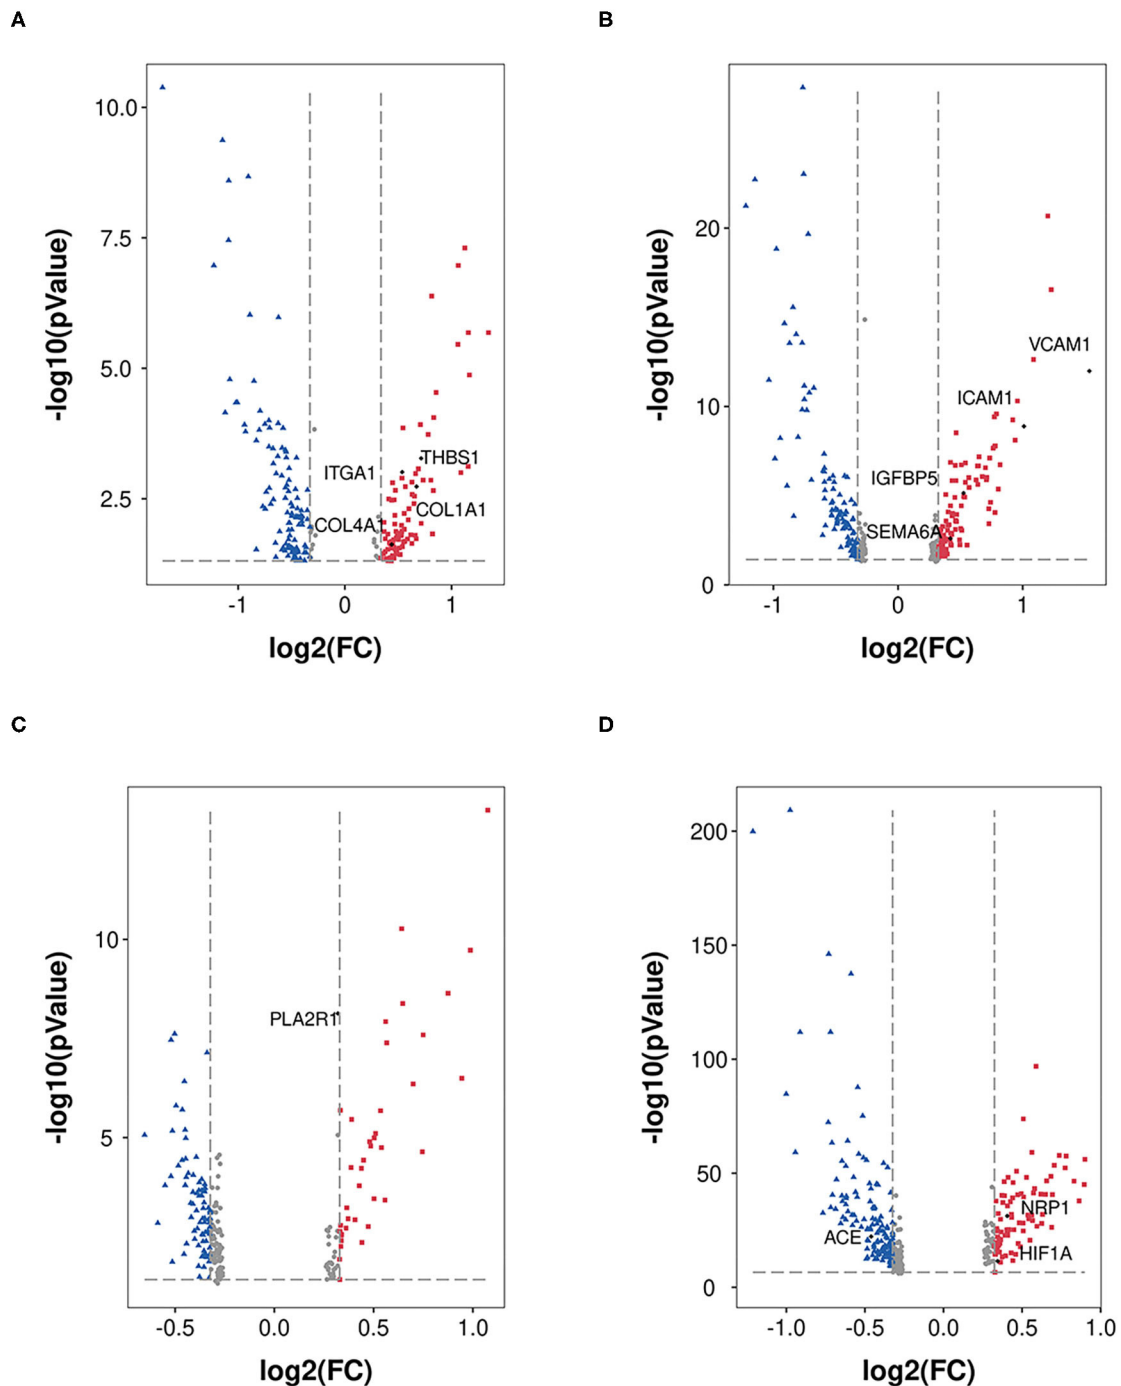 A
B
10.0
7.5
5.0
2.5
-log10(pValue)
ITGA1
THBS1
COL1A1
COL4A1
-1
0
1
log2(FC)
20
10
0
-log10(pValue)
VCAM1
ICAM1
IGFBP5
SEMA6A
-1
0
1
log2(FC)
C
D
10
5
-log10(pValue)
PLA2R1
-0.5
0.0
0.5
1.0
log2(FC)
200
150
100
50
0
-log10(pValue)
NRP1
ACE
HIF1A
-1.0
-0.5
0.0
0.5
1.0
log2(FC)